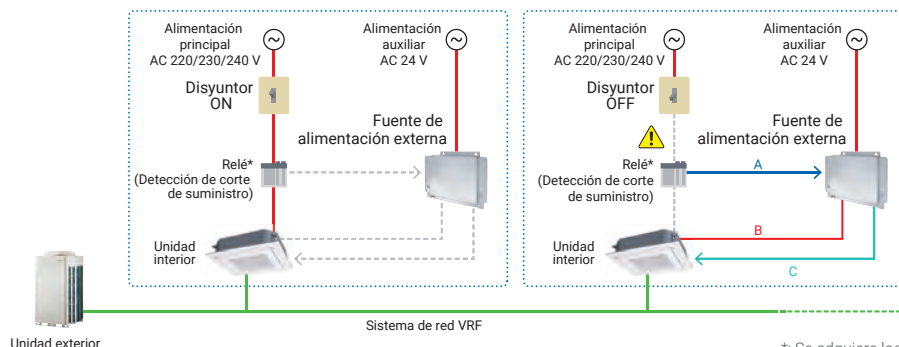 Alimentación
principal
AC 220/230/240 V
Alimentación
auxiliar
AC 24 V
Disyuntor
ON
Fuente de
alimentación externa
Relé*
(Detección de corte
de suministro)
Unidad
interior
Alimentación
principal
AC 220/230/240 V
Alimentación
auxiliar
AC 24 V
Disyuntor
OFF
Fuente de
alimentación externa
Relé*
(Detección de corte
de suministro)
A
B
C
Unidad
interior
Sistema de red VRF
Unidad exterior
*: Se adquiere